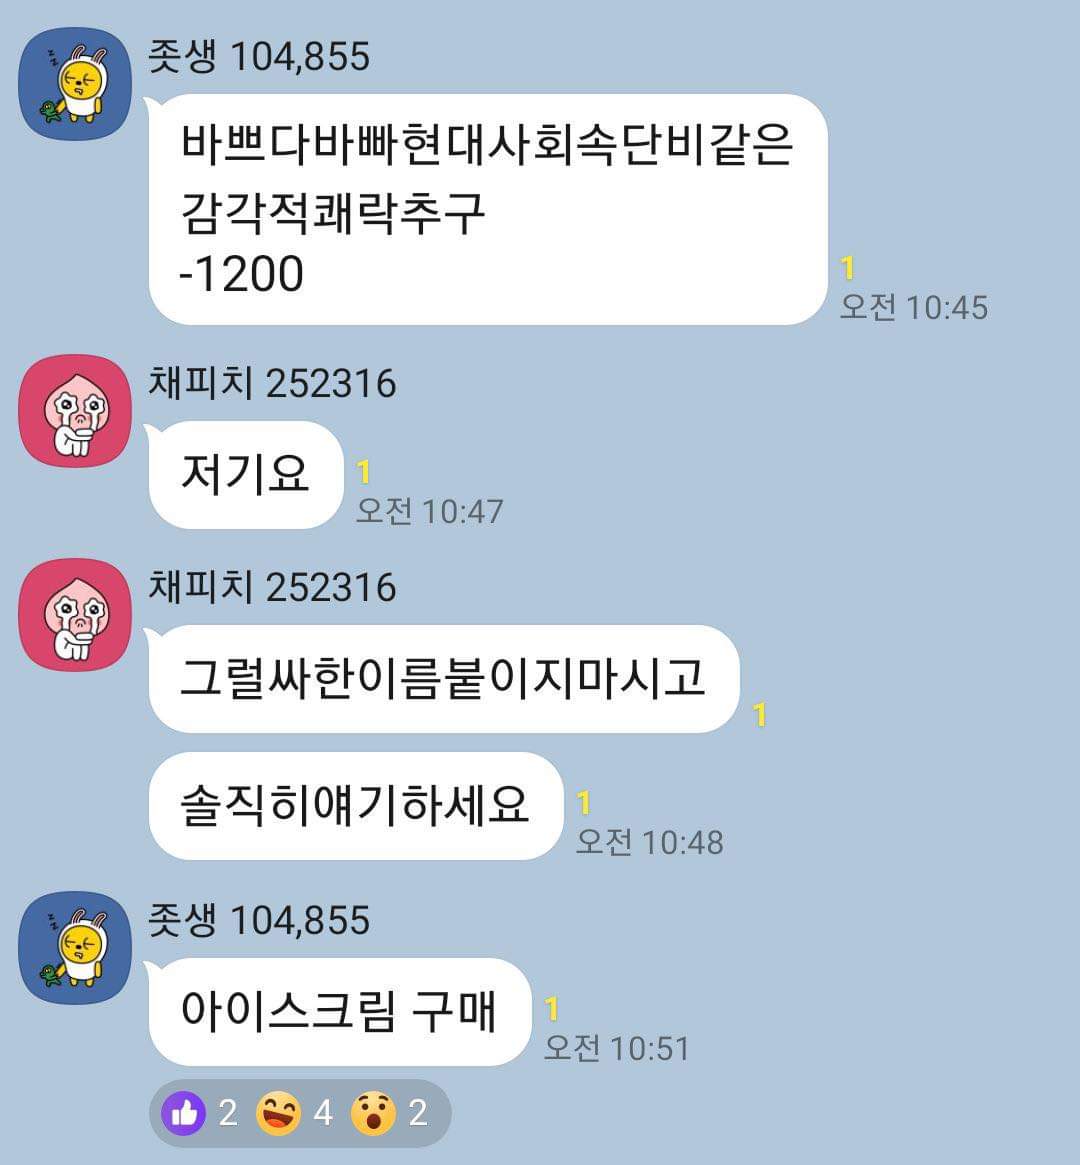 좃생 104,855
바쁘다바빠현대사회속단비같은
감각적쾌락추구
-1200
1
오전 10:45
채피치 252316
저기요
1
오전 10:47
채피치 252316
그럴싸한이름붙이지마시고
1
솔직히얘기하세요
1
오전 10:48
좃생 104,855
아이스크림 구매
1
오전 10:51
2 4 2